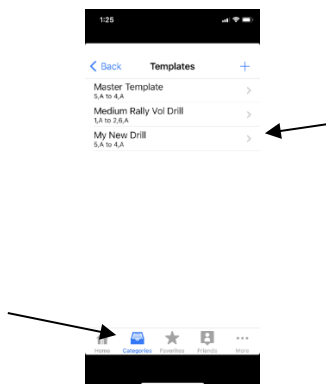 1:25
Back Templates +
Master Template
5,A to 4,A
Medium Rally Vol Drill
1,A to 2,6,A
My New Drill
5,A to 4,A
Home Categories Favorites Friends More